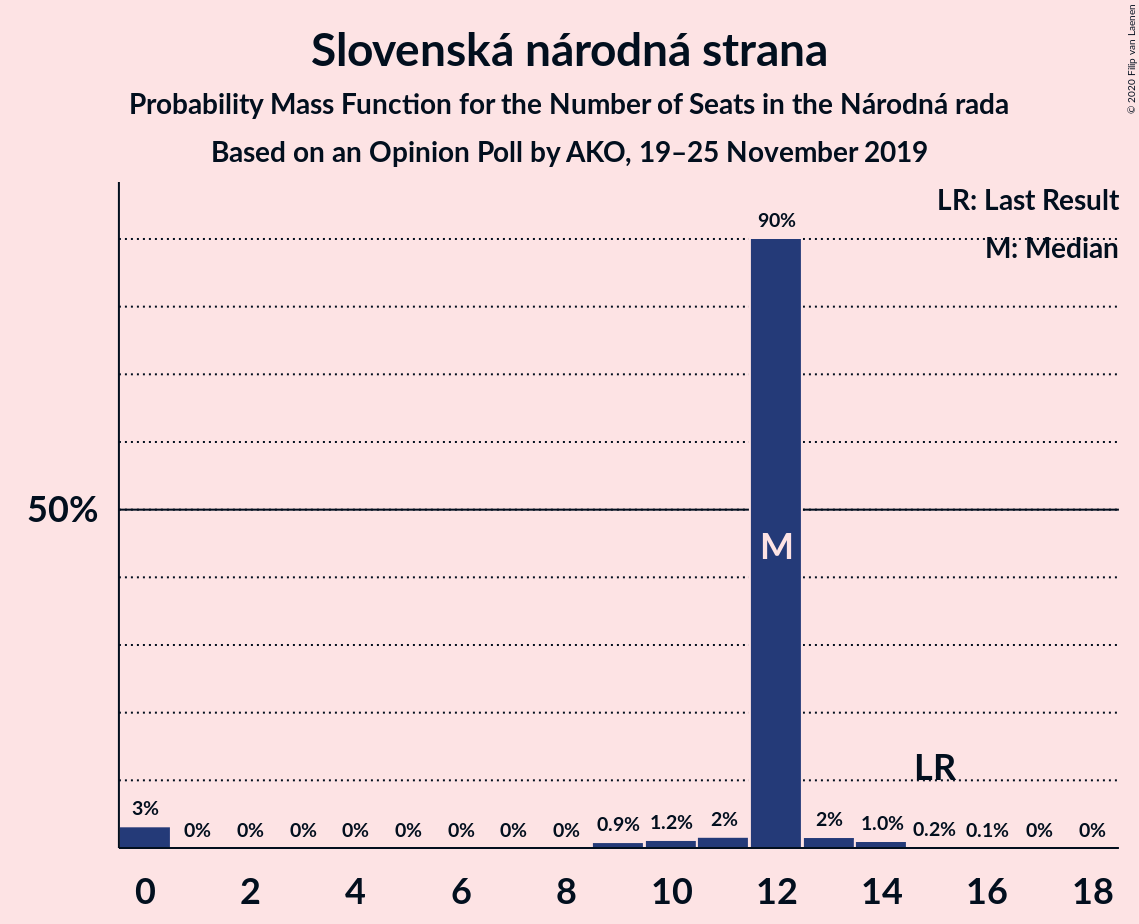 Slovenská národná strana
Probability Mass Function for the Number of Seats in the Národná rada
Based on an Opinion Poll by AKO, 19–25 November 2019
© 2020 Filip van Laenen
LR: Last Result
M: Median
90%
50%
M
LR
3% 0% 0% 0% 0% 0% 0% 0% 0% 0.9% 1.2% 2% 2% 1.0% 0.2% 0.1% 0% 0%
0 2 4 6 8 10 12 14 16 18